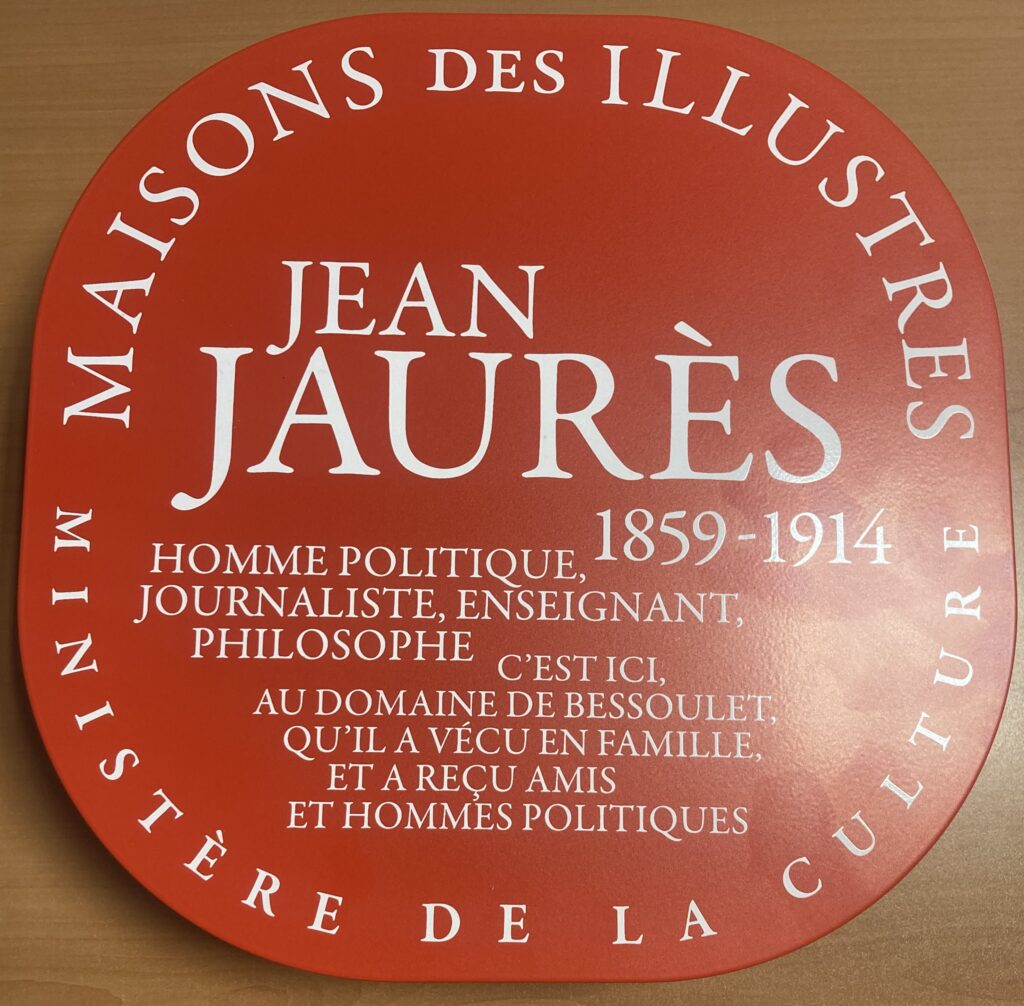 MAISONS DES ILLUSTRES
JEAN
JAURÈS
1859-1914
HOMME POLITIQUE,
JOURNALISTE, ENSEIGNANT,
PHILOSOPHE
C'EST ICI,
AU DOMAINE DE BESSOULET,
QU'IL A VÉCU EN FAMILLE,
ET A REÇU AMIS
ET HOMMES POLITIQUES
MINISTÈRE DE LA CULTURE